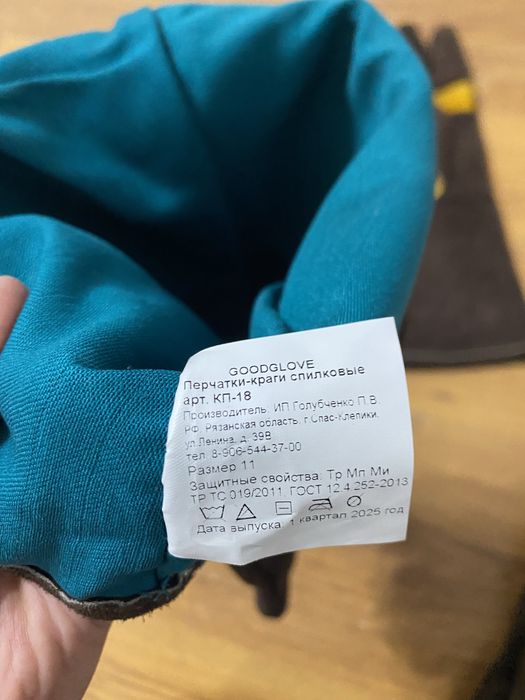 GOODGLOVE
Перчатки-краги спилковые
арт. КП-18
Производитель: ИП Голубченко П.В.
РФ, Рязанская область, г.Спас-Клепики,
ул.Ленина, д. 39В
тел. 8-906-544-37-00
Размер 11
Защитные свойства: Тр Мп Ми
ТР ТС 019/2011, ГОСТ 12.4.252-2013
Дата выпуска: 1 квартал 2025 год